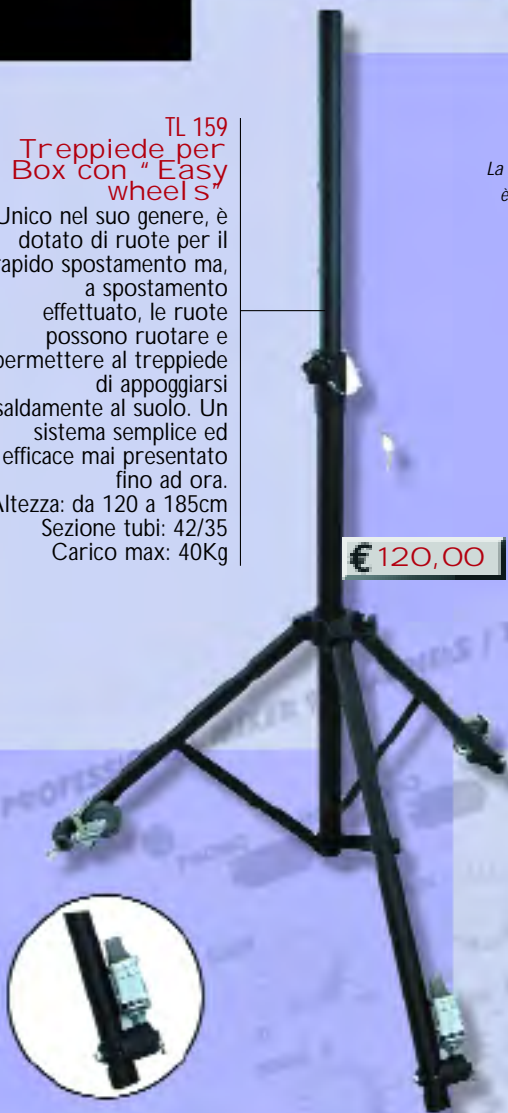 TL 159
Treppiede per
Box con “Easy
wheels”
Unico nel suo genere, è
dotato di ruote per il
rapido spostamento ma,
a spostamento
effettuato, le ruote
possono ruotare e
permettere al treppiede
di appoggiarsi
saldamente al suolo. Un
sistema semplice ed
efficace mai presentato
fino ad ora.
Altezza: da 120 a 185cm
Sezione tubi: 42/35
Carico max: 40Kg
La
è
€ 120,00
PROFESSIO
MIXER
PHONO